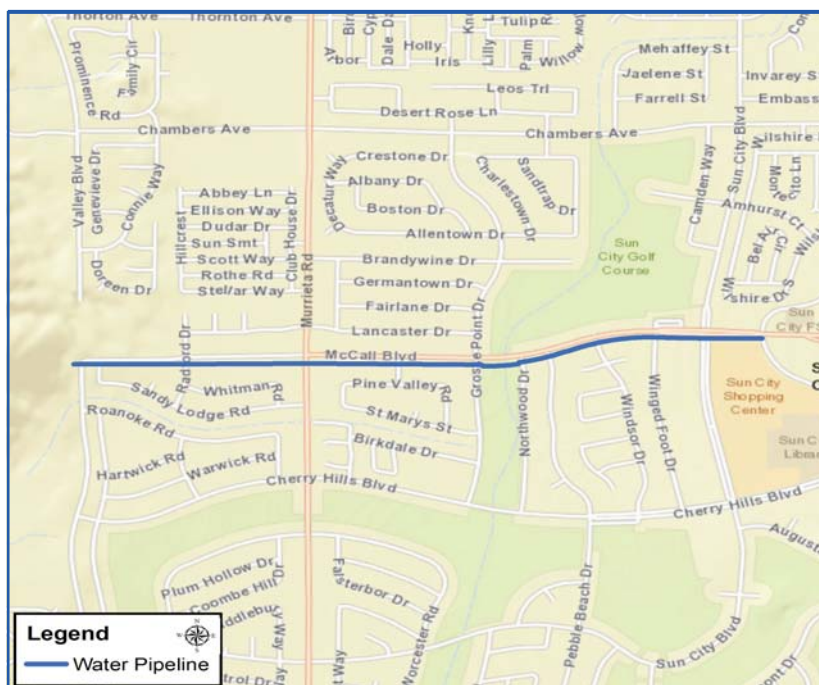 Thorton Ave
Thornton Ave
Tulip
Holly
Iris
Willow
Arbor
Dale
Lilly
Palm
Mehaffey St
Jaelene St
Invarey St
Farrell St
Prominence
Rd
Leos Trl
Desert Rose Ln
Chambers Ave
Chambers Ave
Sun City Blvd
Camden Way
Valley Blvd
Genevieve Dr
Connie Way
Doreen Dr
Hillcrest
Abbey Ln
Ellison Way
Dudar Dr
Sun Smt
Scott Way
Rothe Rd
Stellar Way
Club House Dr
Murrieta Rd
Decatur Way
Crestone Dr
Albany Dr
Boston Dr
Allentown Dr
Charlestown Dr
Sandtrap Dr
Brandywine Dr
Germantown Dr
Fairlane Dr
Lancaster Dr
Grosse Point Dr
Sun
City Golf
Course
Amhurst Cr
Bel Air
Cir
Radford Dr
McCall Blvd
Whitman
Rd
Sandy Lodge Rd
Roanoke Rd
Pine Valley
Rd
St Marys St
Birkdale Dr
Hartwick Rd
Warwick Rd
Northwood Dr
Windsor Dr
Winged Foot Dr
Sun City
Shopping
Center
Cherry Hills Blvd
Cherry Hills Blvd
Plum Hollow Dr
Coombe Hill Dr
Falsterbor Dr
Worcester Rd
Pebble Beach Dr
Sun City Blvd
Legend
Water Pipeline